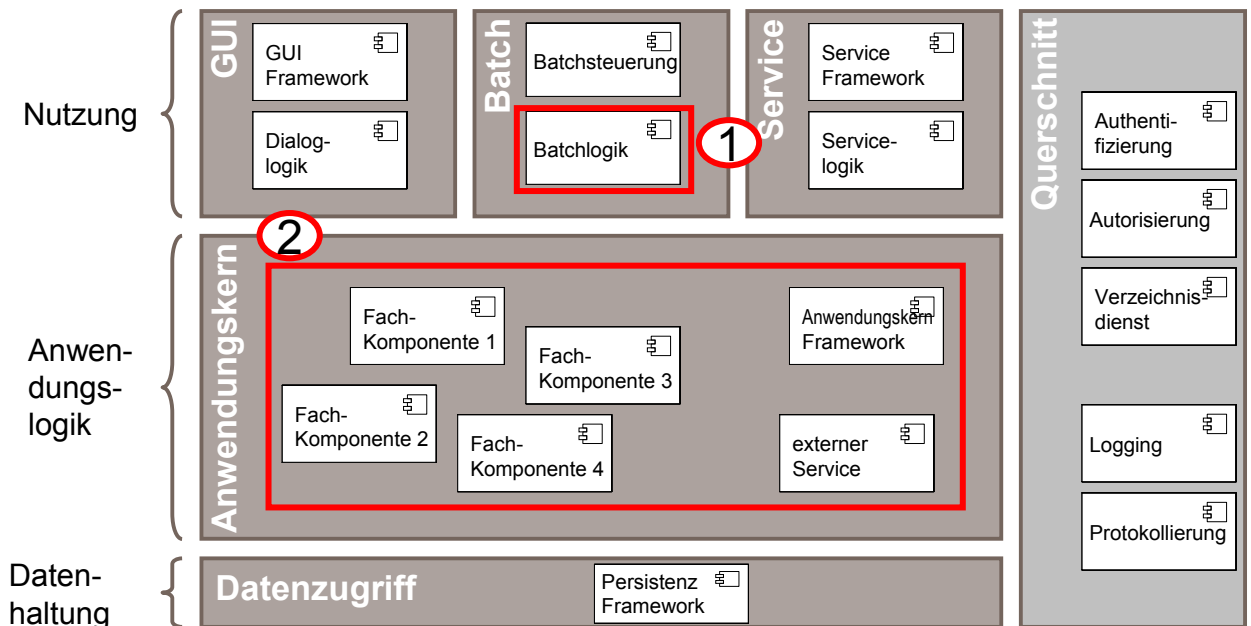 Nutzung
GUI
GUI
Framework
Dialog-
logik
Batch
Batchsteuerung
Batchlogik
1
Service
Service
Framework
Service-
logik
Querschnitt
Authenti-
fizierung
Autorisierung
Verzeichnis-
dienst
Logging
Protokollierung
Anwen-
dungs-
logik
2
Anwendungskern
Fach-
Komponente 1
Fach-
Komponente 2
Fach-
Komponente 3
Fach-
Komponente 4
Anwendungskern
Framework
externer
Service
Daten-
haltung
Datenzugriff
Persistenz
Framework